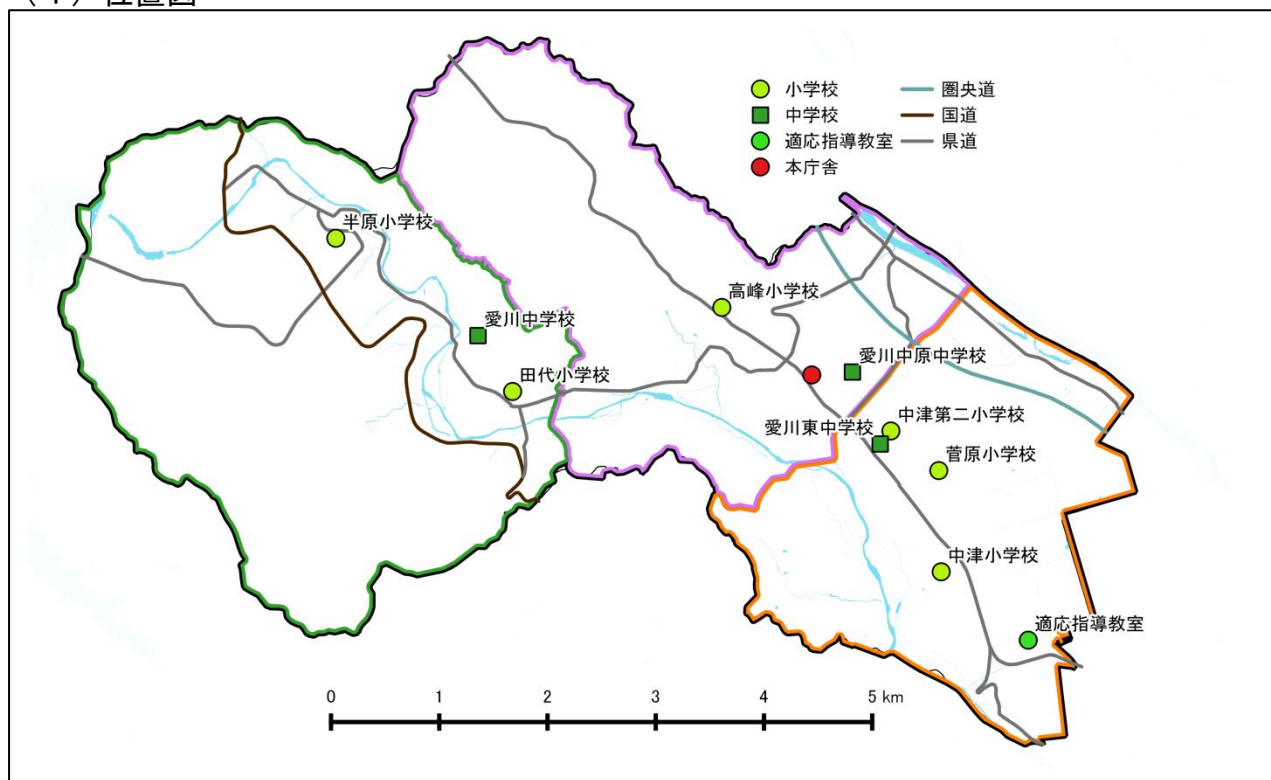 （１）位置図
小学校
中学校
適応指導教室
本庁舎
圏央道
国道
県道
半原小学校
高峰小学校
愛川中学校
田代小学校
愛川中原中学校
中津第二小学校
愛川東中学校
菅原小学校
中津小学校
適応指導教室
0 1 2 3 4 5 km